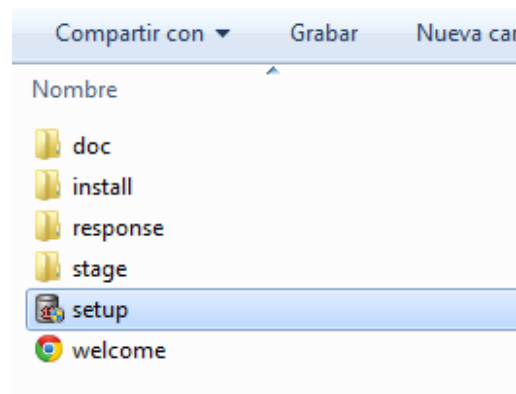 Compartir con Grabar Nueva car
Nombre
doc
install
response
stage
setup
welcome